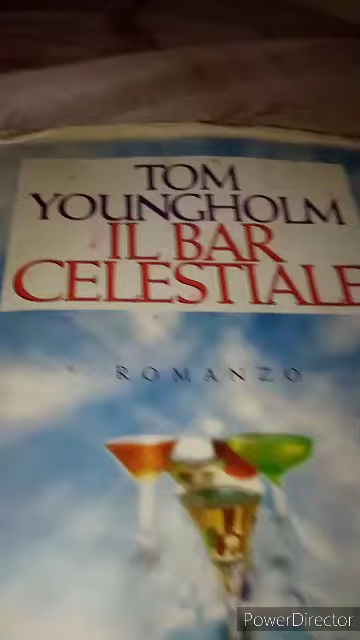 TOM
YOUNGHOLM
IL BAR
CELESTIALE
ROMANZO
PowerDirector